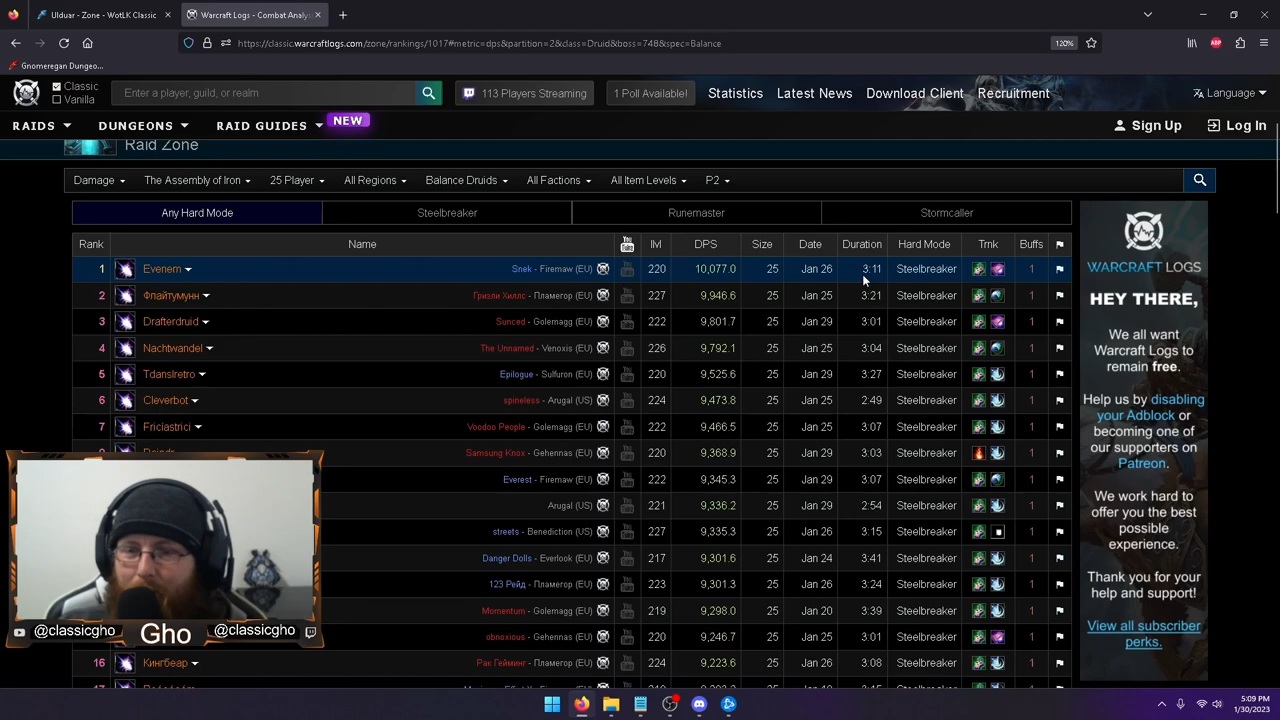 Ulduar - Zone - WotLK Classic
Warcraft Logs - Combat Analys
https://classic.warcraftlogs.com/zone/rankings/1017#metric=dps&partition=2&class=Druid&boss=748&spec=Balance
120%
Gnomeregan Dungeo...
Classic
Vanilla
Enter a player, guild, or realm
113 Players Streaming
1 Poll Available!
Statistics
Latest News
Download Client
Recruitment
Language
RAIDS
DUNGEONS
RAID GUIDES
NEW
Sign Up
Log In
Raid Zone
Damage
The Assembly of Iron
25 Player
All Regions
Balance Druids
All Factions
All Item Levels
P2
Any Hard Mode
Steelbreaker
Runemaster
Stormcaller
Rank Name You Tube Ilvl DPS Size Date Duration Hard Mode Trnk Buffs
1 Evenem Snek - Firemaw (EU) 220 10,077.0 25 Jan 26 3:11 Steelbreaker 1
2 Флайтумунн Гризли Хиллс - Пламегор (EU) 227 9,946.6 25 Jan 25 3:21 Steelbreaker 1
3 Drafterdruid Sunced - Golemagg (EU) 222 9,801.7 25 Jan 29 3:01 Steelbreaker 1
4 Nachtwandel The Unnamed - Venoxis (EU) 226 9,792.1 25 Jan 25 3:04 Steelbreaker 1
5 Tdanslretro Epilogue - Sulfuron (EU) 220 9,525.6 25 Jan 29 3:27 Steelbreaker 1
6 Cleverbot spineless - Arugal (US) 224 9,473.8 25 Jan 25 2:49 Steelbreaker 1
7 Friciastrici Voodoo People - Golemagg (EU) 222 9,466.5 25 Jan 25 3:07 Steelbreaker 1
Samsung Knox - Gehennas (EU) 220 9,368.9 25 Jan 29 3:03 Steelbreaker 1
Everest - Firemaw (EU) 222 9,345.3 25 Jan 29 3:07 Steelbreaker 1
Arugal (US) 221 9,336.2 25 Jan 29 2:54 Steelbreaker 1
streets - Benediction (US) 227 9,335.3 25 Jan 29 3:15 Steelbreaker 1
Danger Dolls - Everlook (EU) 217 9,301.6 25 Jan 24 3:41 Steelbreaker 1
123 Рейд - Пламегор (EU) 223 9,301.3 25 Jan 26 3:24 Steelbreaker 1
Momentum - Golemagg (EU) 219 9,298.0 25 Jan 20 3:39 Steelbreaker 1
obnoxious - Gehennas (EU) 220 9,246.7 25 Jan 25 3:01 Steelbreaker 1
16 Кингбеар Рак Гейминг - Пламегор (EU) 224 9,223.6 25 Jan 25 3:15 Steelbreaker 1
WARCRAFT LOGS
HEY THERE,
We all want
Warcraft Logs to
remain free.
Help us by disabling
your Adblock or
becoming one of
our supporters on
Patreon.
We work hard to
offer you the best
possible
experience.
Thank you for your
help and support!
View all subscriber
perks.
@classicgho
Gho
@classicgho
5:09 PM
1/30/2023